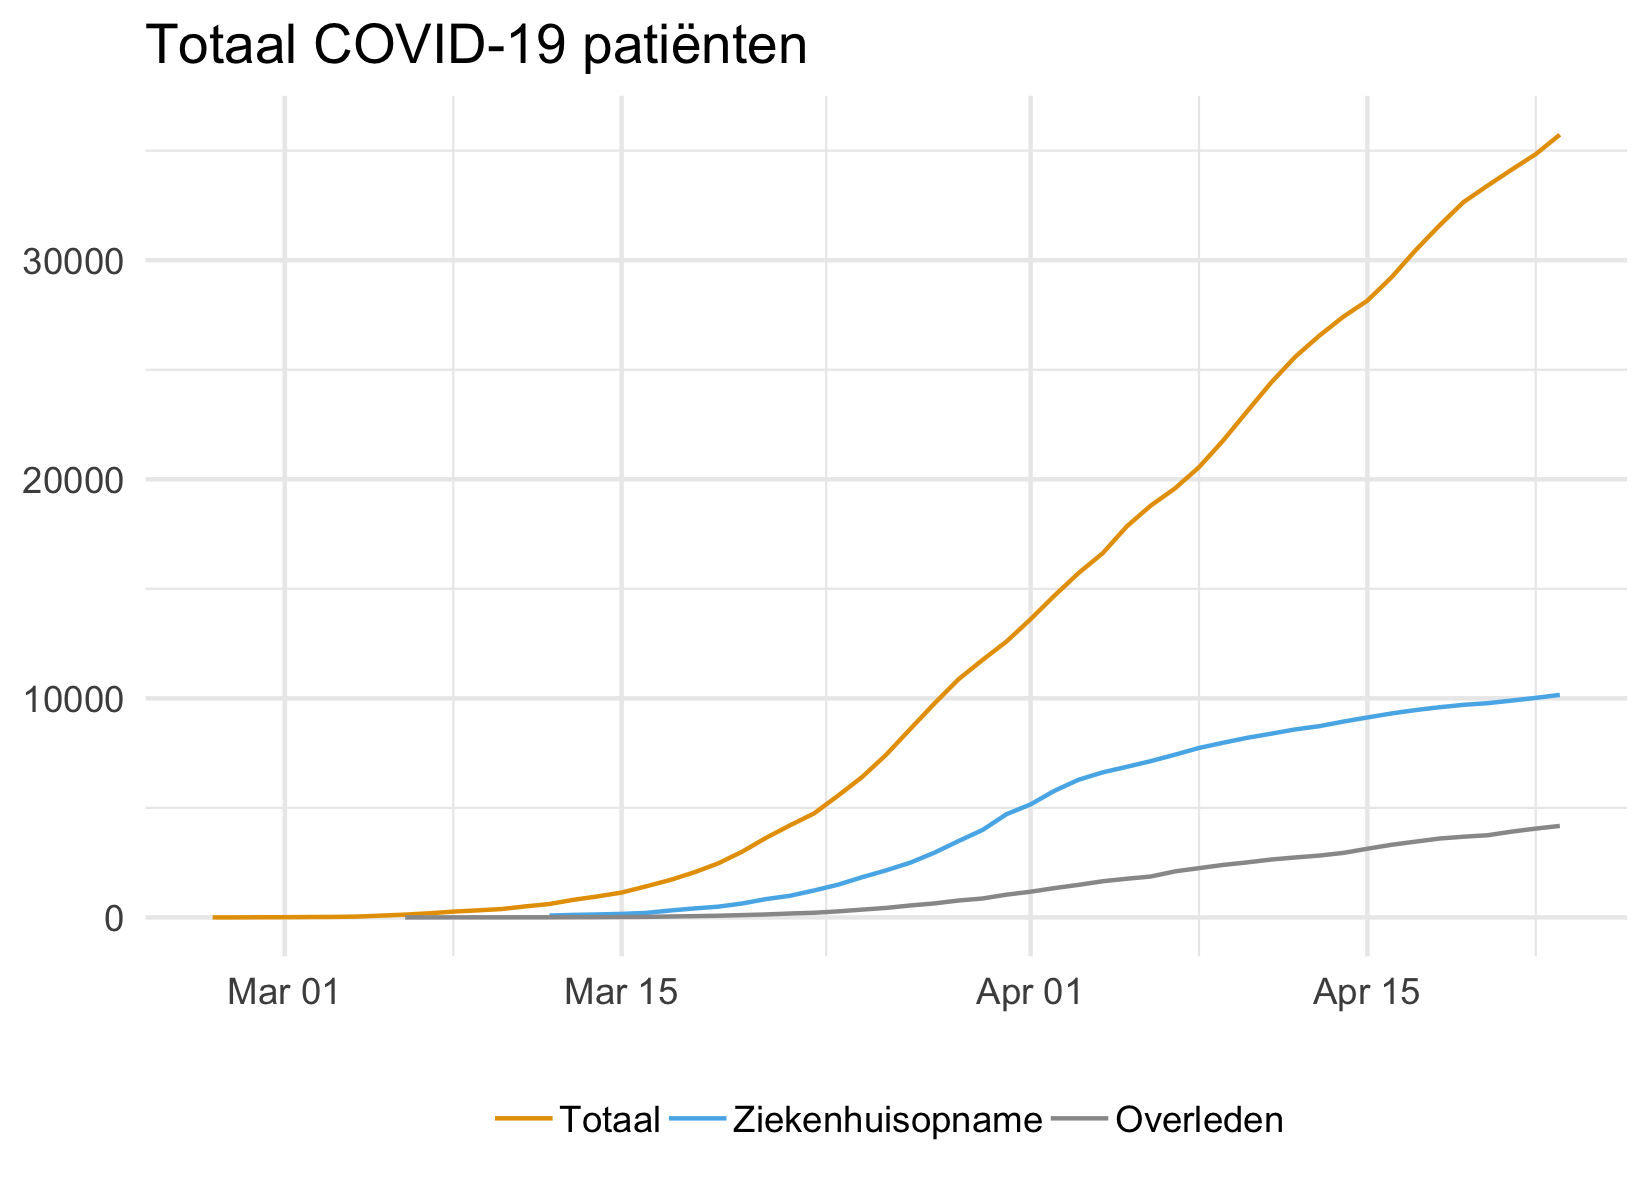 Totaal COVID-19 patiënten
30000
20000
10000
0
Mar 01 Mar 15 Apr 01 Apr 15
Totaal Ziekenhuisopname Overleden